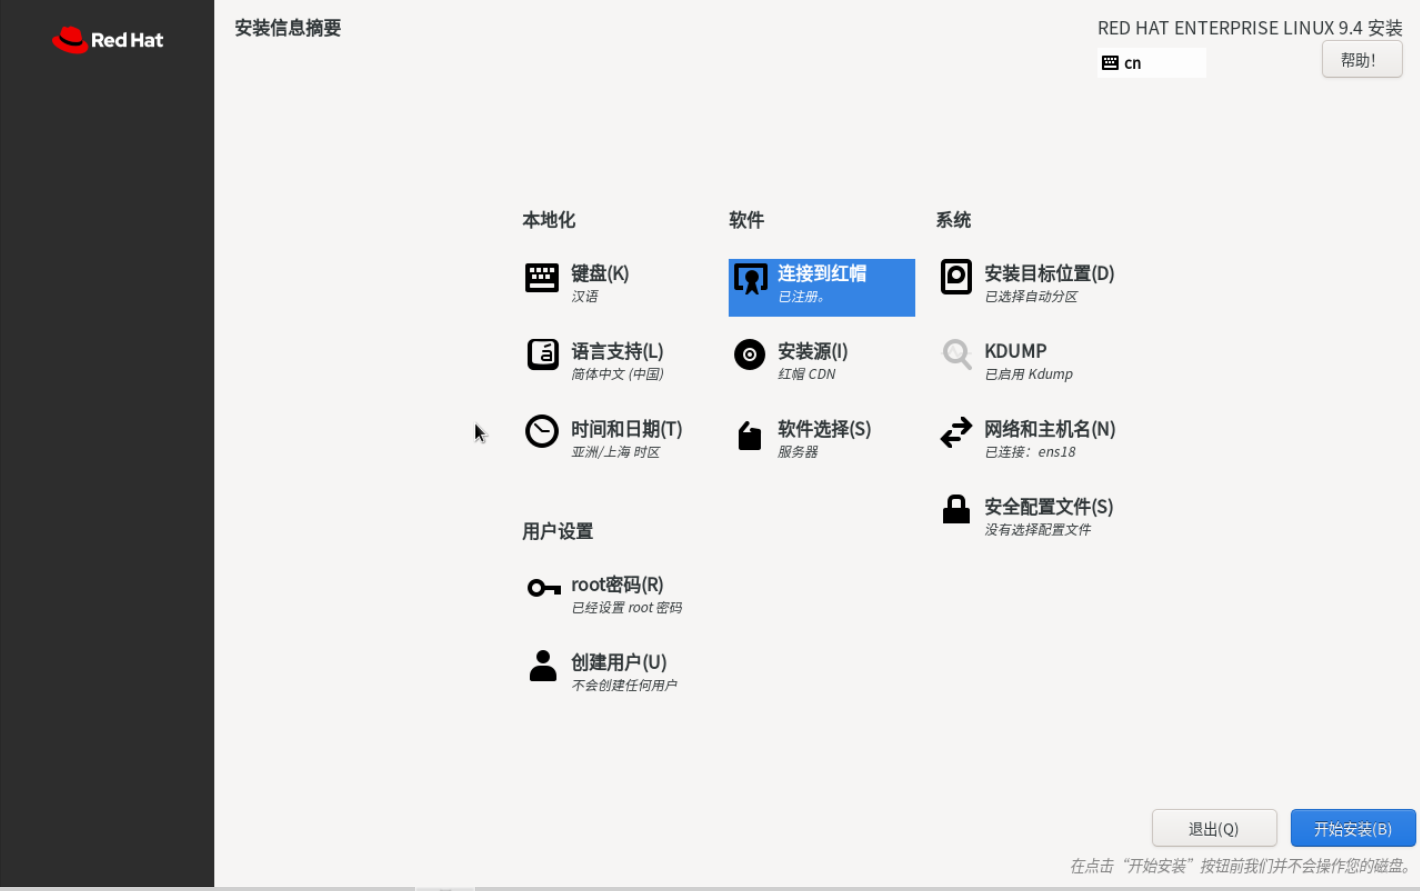 Red Hat
安装信息摘要
RED HAT ENTERPRISE LINUX 9.4 安装
cn
帮助！
本地化
键盘(K)
汉语
语言支持(L)
简体中文 (中国)
时间和日期(T)
亚洲/上海 时区
用户设置
root密码(R)
已经设置 root 密码
创建用户(U)
不会创建任何用户
软件
连接到红帽
已注册。
安装源(I)
红帽 CDN
软件选择(S)
服务器
系统
安装目标位置(D)
已选择自动分区
KDUMP
已启用 Kdump
网络和主机名(N)
已连接：ens18
安全配置文件(S)
没有选择配置文件
退出(Q)
开始安装(B)
在点击“开始安装”按钮前我们并不会操作您的磁盘。